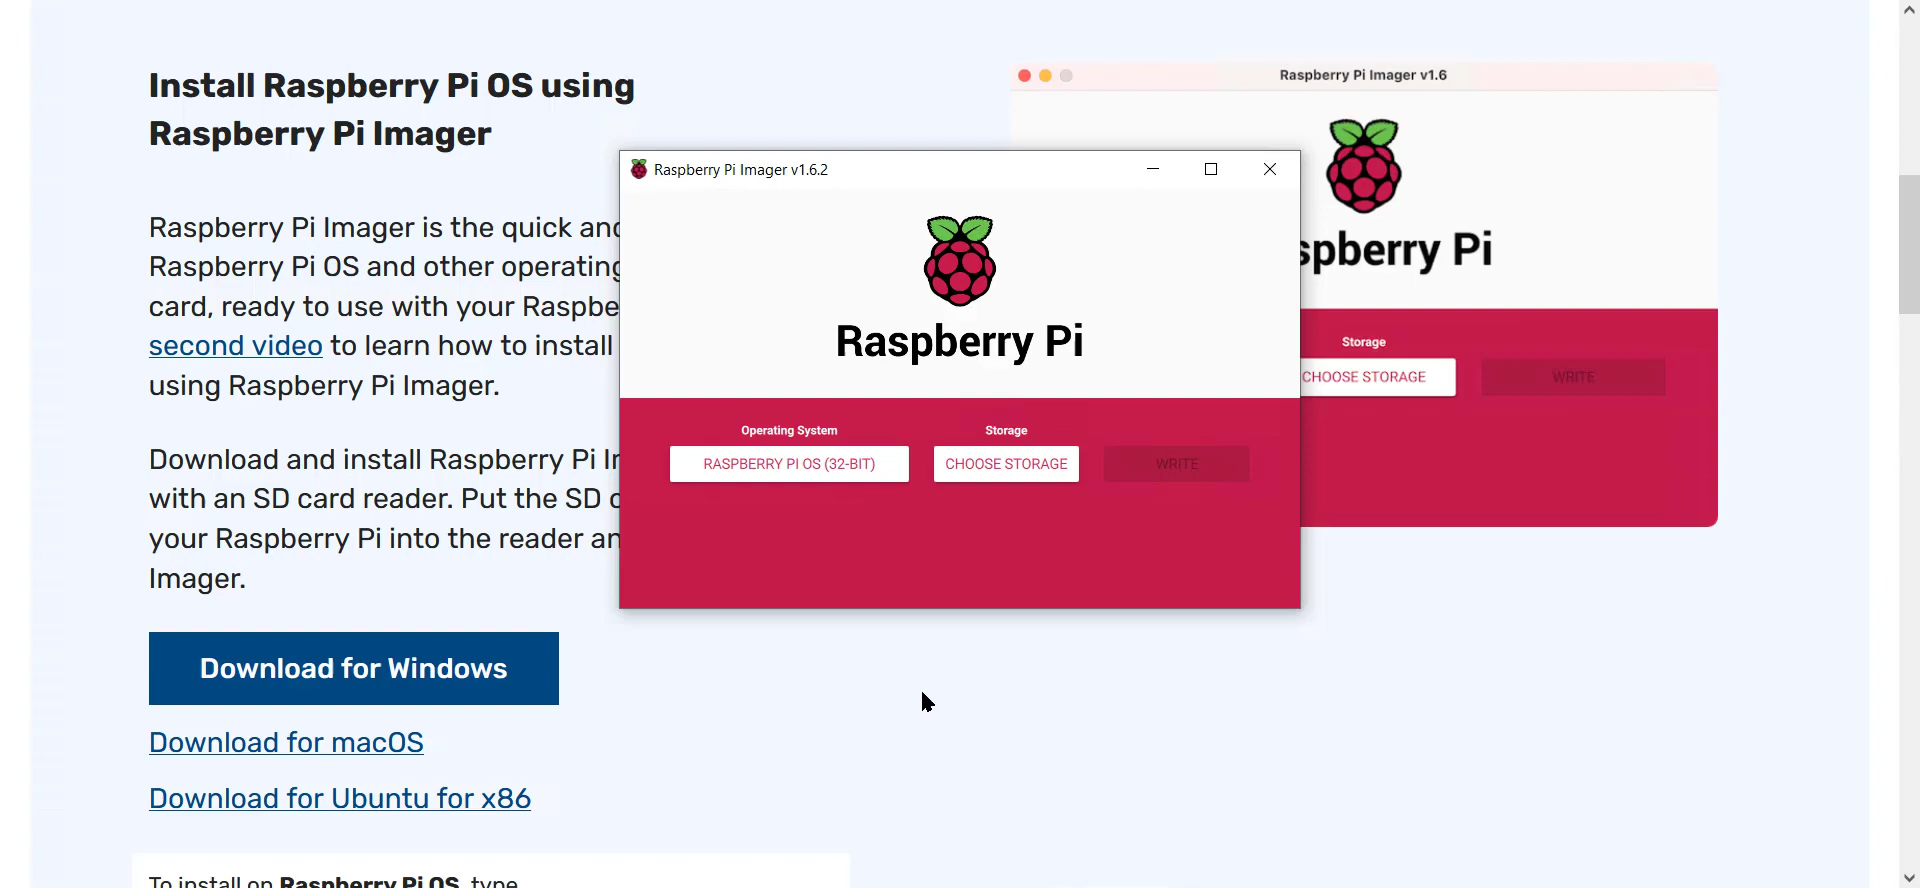 Install Raspberry Pi OS using
Raspberry Pi Imager
Raspberry Pi Imager is the quick and
Raspberry Pi OS and other operating
card, ready to use with your Raspbe
second video to learn how to install
using Raspberry Pi Imager.
Download and install Raspberry Pi Im
with an SD card reader. Put the SD c
your Raspberry Pi into the reader an
Imager.
Download for Windows
Download for macOS
Download for Ubuntu for x86
To install on Raspberry Pi OS, type
Raspberry Pi Imager v1.6.2
Raspberry Pi
Operating System
RASPBERRY PI OS (32-BIT)
Storage
CHOOSE STORAGE
WRITE
Raspberry Pi Imager v1.6
spberry Pi
Storage
CHOOSE STORAGE
WRITE